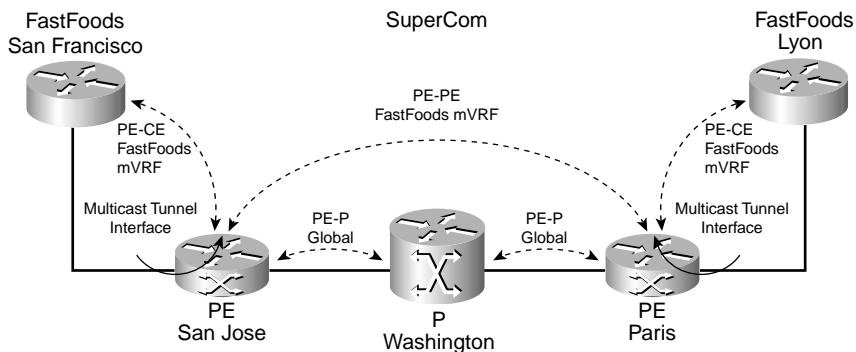 FastFoods
San Francisco
SuperCom
FastFoods
Lyon
PE-CE
FastFoods
mVRF
PE-PE
FastFoods mVRF
PE-CE
FastFoods
mVRF
Multicast Tunnel
Interface
PE-P
Global
PE-P
Global
Multicast Tunnel
Interface
PE
San Jose
P
Washington
PE
Paris